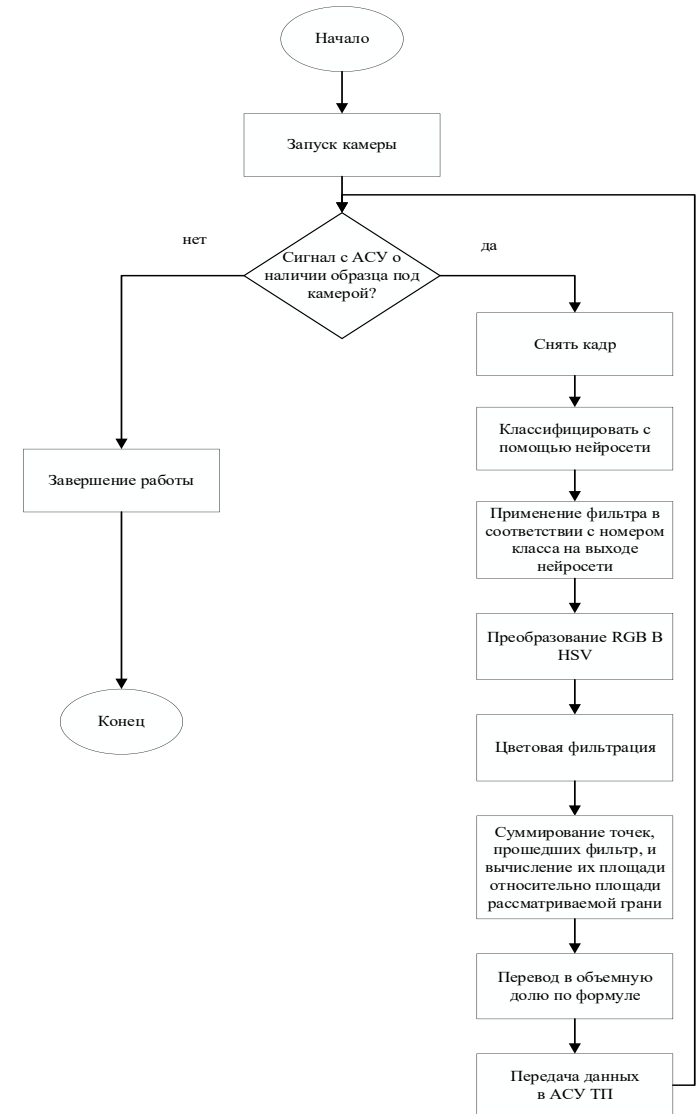 Начало
Запуск камеры
нет
да
Сигнал с АСУ о
наличии образца под
камерой?
Снять кадр
Классифицировать с
помощью нейросети
Завершение работы
Применение фильтра в
соответствии с номером
класса на выходе
нейросети
Преобразование RGB В
HSV
Конец
Цветовая фильтрация
Суммирование точек,
прошедших фильтр, и
вычисление их площади
относительно площади
рассматриваемой грани
Перевод в объемную
долю по формуле
Передача данных
в АСУ ТП